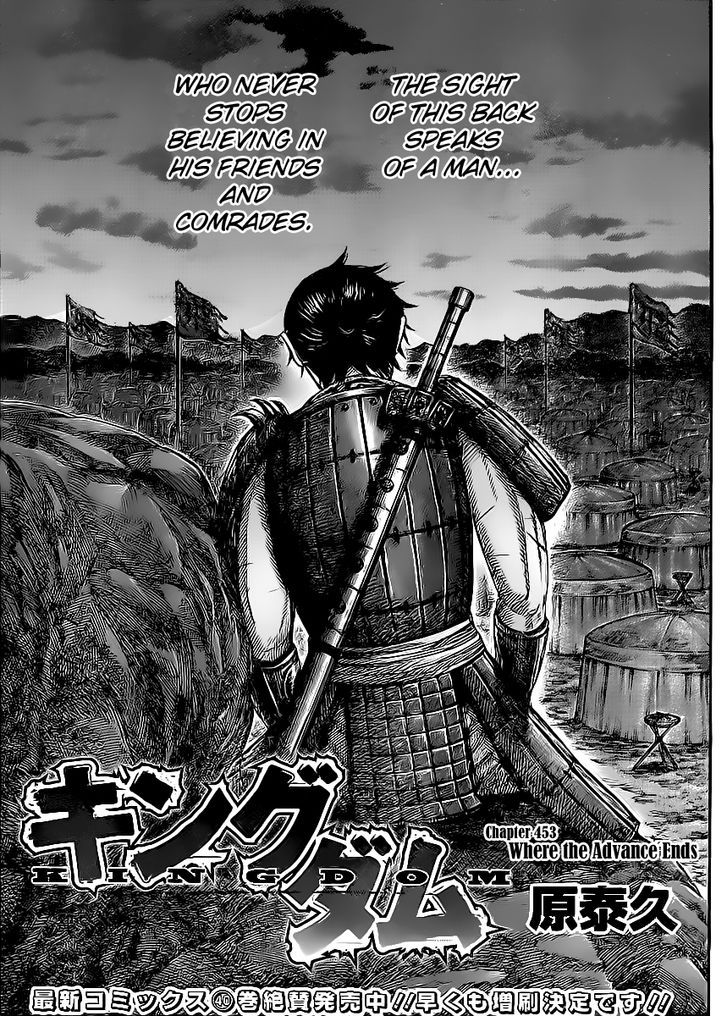 THE SIGHT
OF THIS BACK
SPEAKS
OF A MAN...
WHO NEVER
STOPS
BELIEVING IN
HIS FRIENDS
AND
COMRADES.
キングダム
KINGDOM
Chapter 453
Where the Advance Ends
原泰久
最新コミックス㊵巻絶賛発売中!!早くも増刷決定です!!